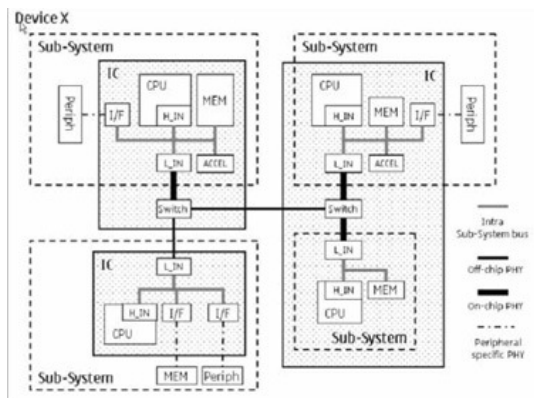 Device X
Sub-System
IC
CPU
H_IN
MEM
Periph
I/F
L_IN
ACCEL
Switch
Sub-System
IC
CPU
H_IN
MEM
I/F
Periph
L_IN
ACCEL
Switch
IC
L_IN
H_IN
I/F
I/F
CPU
MEM
Periph
Sub-System
L_IN
H_IN
MEM
CPU
Sub-System
Intra
Sub-System bus
Off-chip PHY
On-chip PHY
Peripheral
specific PHY